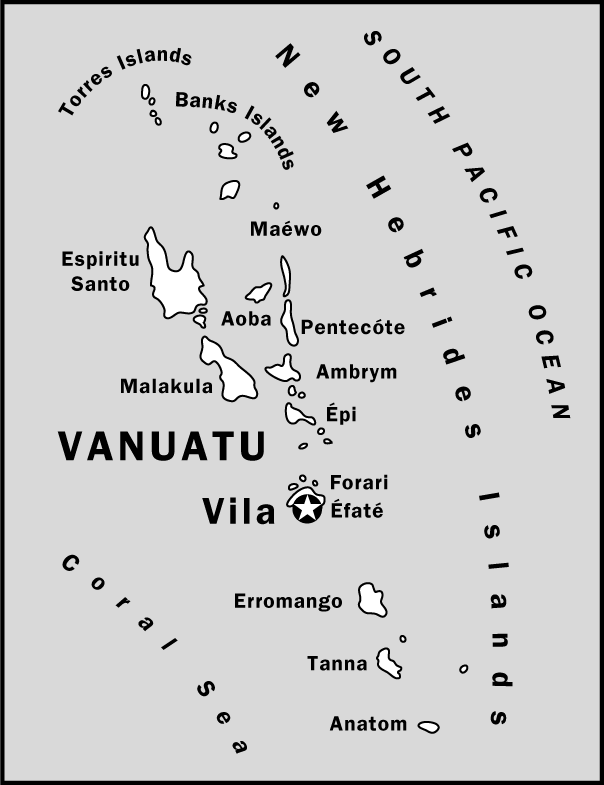 Torres Islands
Banks Islands
New Hebrides Islands
SOUTH PACIFIC OCEAN
Maéwo
Espiritu
Santo
Aoba
Pentecóte
Ambrym
Malakula
Épi
VANUATU
Forari
Vila
Éfaté
Coral Sea
Erromango
Tanna
Anatom